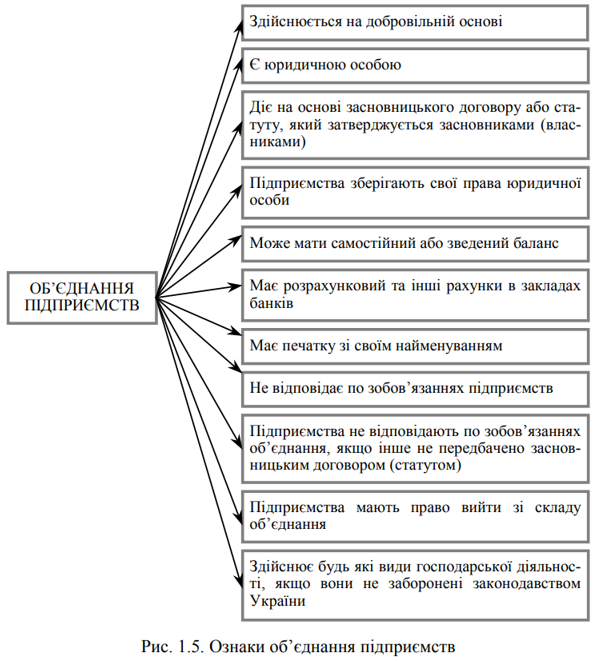 Здійснюється на добровільній основі
Є юридичною особою
Діє на основі засновницького договору або ста-
туту, який затверджується засновниками (влас-
никами)
Підприємства зберігають свої права юридичної
особи
Може мати самостійний або зведений баланс
ОБ’ЄДНАННЯ
ПІДПРИЄМСТВ
Має розрахунковий та інші рахунки в закладах
банків
Має печатку зі своїм найменуванням
Не відповідає по зобов’язаннях підприємств
Підприємства не відповідають по зобов’язаннях
об’єднання, якщо інше не передбачено заснов-
ницьким договором (статутом)
Підприємства мають право вийти зі складу
об’єднання
Здійснює будь які види господарської діяльнос-
ті, якщо вони не заборонені законодавством
України
Рис. 1.5. Ознаки об’єднання підприємств